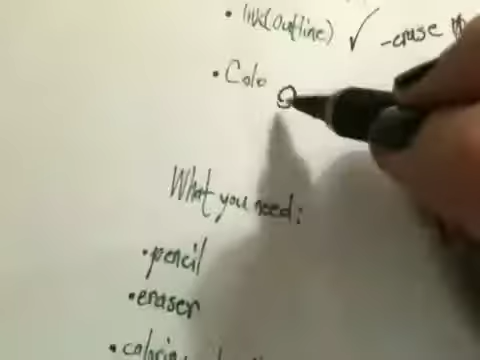 • ink(outline) ✓ -erase
• Colo
What you need:
• pencil
• eraser